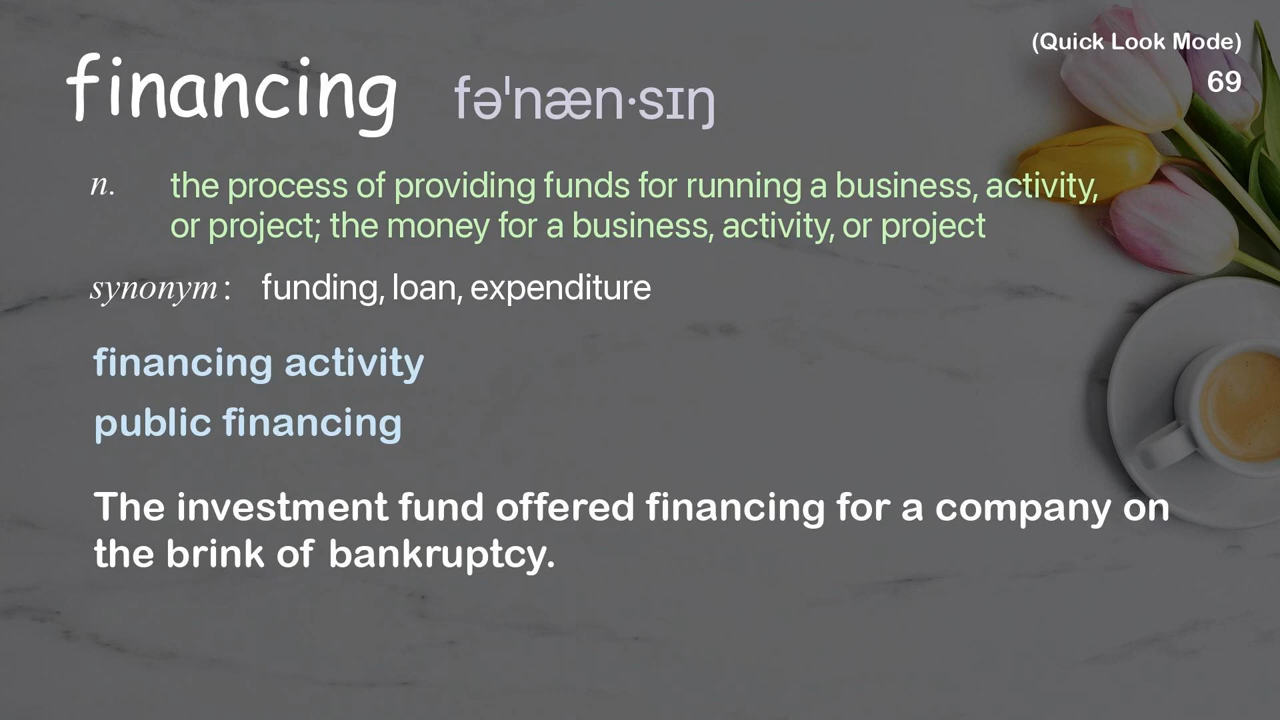 (Quick Look Mode)
financing fə'næn·sɪŋ
69
n. the process of providing funds for running a business, activity,
or project; the money for a business, activity, or project
synonym: funding, loan, expenditure
financing activity
public financing
The investment fund offered financing for a company on
the brink of bankruptcy.